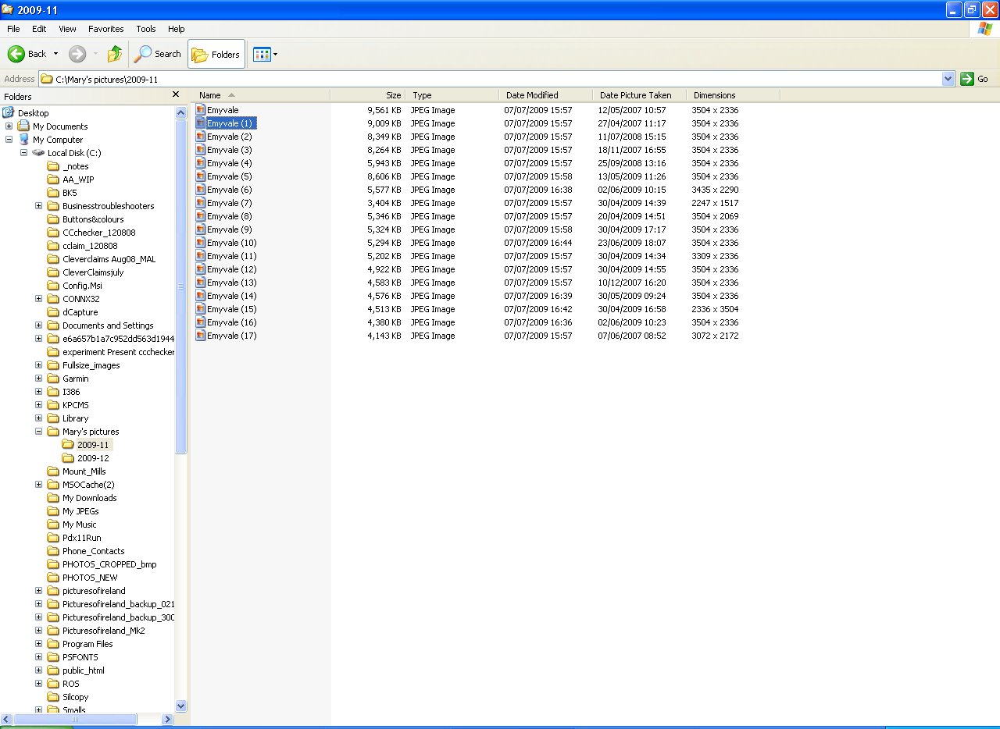 2009-11
File Edit View Favorites Tools Help
Back Search Folders
Address C:\Mary's pictures\2009-11 Go
Folders
Desktop
My Documents
My Computer
Local Disk (C:)
_notes
AA_WIP
BK5
Businesstroubleshooters
Buttons&colours
CCchecker_120808
cclaim_120808
Cleverclaims Aug08_MAL
CleverClaimsjuly
Config.Msi
CONNX32
dCapture
Documents and Settings
e6a657b1a7c952dd563d1944
experiment Present ccchecker
Fullsize_images
Garmin
I386
KPCMS
Library
Mary's pictures
2009-11
2009-12
Mount_Mills
MSOCache(2)
My Downloads
My JPEGs
My Music
Pdx11Run
Phone_Contacts
PHOTOS_CROPPED_bmp
PHOTOS_NEW
picturesofireland
Picturesofireland_backup_021
Picturesofireland_backup_300
Picturesofireland_Mk2
Program Files
PSFONTS
public_html
ROS
Silcopy
Smalls
Name Size Type Date Modified Date Picture Taken Dimensions
Emyvale 9,561 KB JPEG Image 07/07/2009 15:57 12/05/2007 10:57 3504 x 2336
Emyvale (1) 9,009 KB JPEG Image 07/07/2009 15:57 27/04/2007 11:17 3504 x 2336
Emyvale (2) 8,349 KB JPEG Image 07/07/2009 15:57 11/07/2008 15:15 3504 x 2336
Emyvale (3) 8,264 KB JPEG Image 07/07/2009 15:57 18/11/2007 16:55 3504 x 2336
Emyvale (4) 5,943 KB JPEG Image 07/07/2009 15:57 25/09/2008 13:16 3504 x 2336
Emyvale (5) 8,606 KB JPEG Image 07/07/2009 15:58 13/05/2009 11:26 3504 x 2336
Emyvale (6) 5,577 KB JPEG Image 07/07/2009 16:38 02/06/2009 10:15 3435 x 2290
Emyvale (7) 3,404 KB JPEG Image 07/07/2009 15:57 30/04/2009 14:39 2247 x 1517
Emyvale (8) 5,346 KB JPEG Image 07/07/2009 15:57 20/04/2009 14:51 3504 x 2069
Emyvale (9) 5,324 KB JPEG Image 07/07/2009 15:58 30/04/2009 17:17 3504 x 2336
Emyvale (10) 5,294 KB JPEG Image 07/07/2009 16:44 23/06/2009 18:07 3504 x 2336
Emyvale (11) 5,202 KB JPEG Image 07/07/2009 15:57 30/04/2009 14:34 3309 x 2336
Emyvale (12) 4,922 KB JPEG Image 07/07/2009 15:57 30/04/2009 14:55 3504 x 2336
Emyvale (13) 4,583 KB JPEG Image 07/07/2009 15:57 10/12/2007 16:20 3504 x 2336
Emyvale (14) 4,576 KB JPEG Image 07/07/2009 16:39 30/05/2009 09:24 3504 x 2336
Emyvale (15) 4,513 KB JPEG Image 07/07/2009 16:42 30/04/2009 16:58 2336 x 3504
Emyvale (16) 4,380 KB JPEG Image 07/07/2009 16:36 02/06/2009 10:23 3504 x 2336
Emyvale (17) 4,143 KB JPEG Image 07/07/2009 15:57 07/06/2007 08:52 3072 x 2172